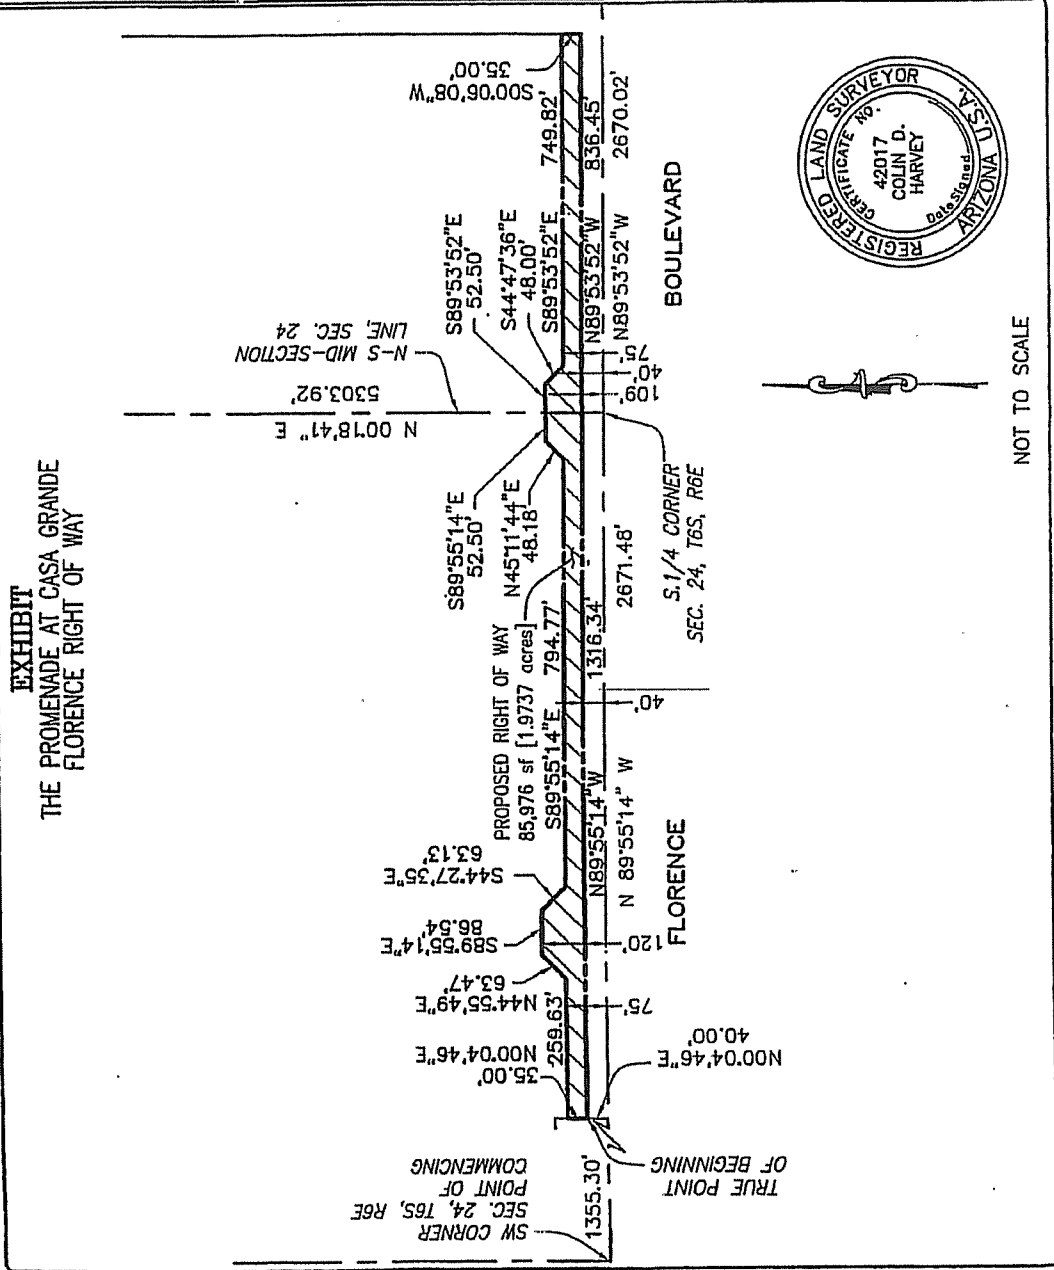 EXHIBIT
THE PROMENADE AT CASA GRANDE
FLORENCE RIGHT OF WAY
SW CORNER
SEC. 24, T6S, R6E
POINT OF
COMMENCING
1355.30'
TRUE POINT
OF BEGINNING
N00°04'46"E
40.00'
35.00'
N00°04'46"E
259.63'
75'
N44°55'49"E
63.47'
S89°55'14"E
86.54'
120'
S44°27'35"E
63.13'
FLORENCE
N89°55'14"W
N 89°55'14" W
S89°55'14"E
794.77'
40'
PROPOSED RIGHT OF WAY
85,976 sf [1.9737 acres]
1316.34'
2671.48'
N45°11'44"E
48.18'
S89°55'14"E
52.50'
S.1/4 CORNER
SEC. 24, T6S, R6E
N 00°18'41" E
5303.92'
N-S MID-SECTION
LINE, SEC. 24
109'
40'
75'
S89°53'52"E
52.50'
S44°47'36"E
48.00'
S89°53'52"E
749.82'
N89°53'52"W
836.45'
N89°53'52"W
2670.02'
S00°06'08"W
35.00'
BOULEVARD
REGISTERED LAND SURVEYOR
CERTIFICATE NO.
42017
COLIN D.
HARVEY
Date Signed
ARIZONA U.S.A.
NOT TO SCALE